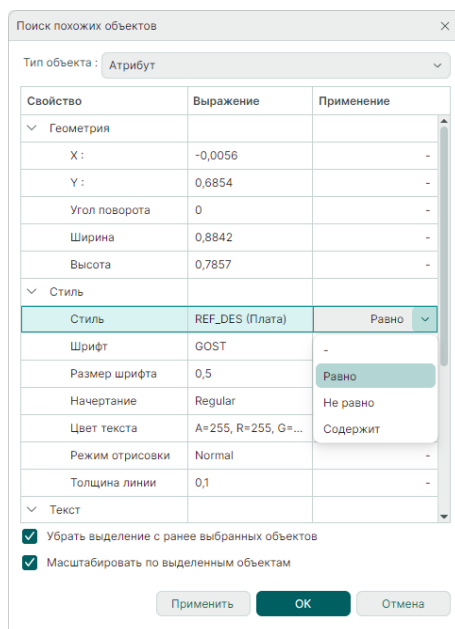 Поиск похожих объектов
Тип объекта : Атрибут
Свойство Выражение Применение
Геометрия
X : -0,0056 -
Y : 0,6854 -
Угол поворота 0 -
Ширина 0,8842 -
Высота 0,7857 -
Стиль
Стиль REF_DES (Плата) Равно
Шрифт GOST -
Размер шрифта 0,5 Равно
Начертание Regular Не равно
Цвет текста A=255, R=255, G=... Содержит
Режим отрисовки Normal -
Толщина линии 0,1 -
Текст
Убрать выделение с ранее выбранных объектов
Масштабировать по выделенным объектам
Применить ОК Отмена